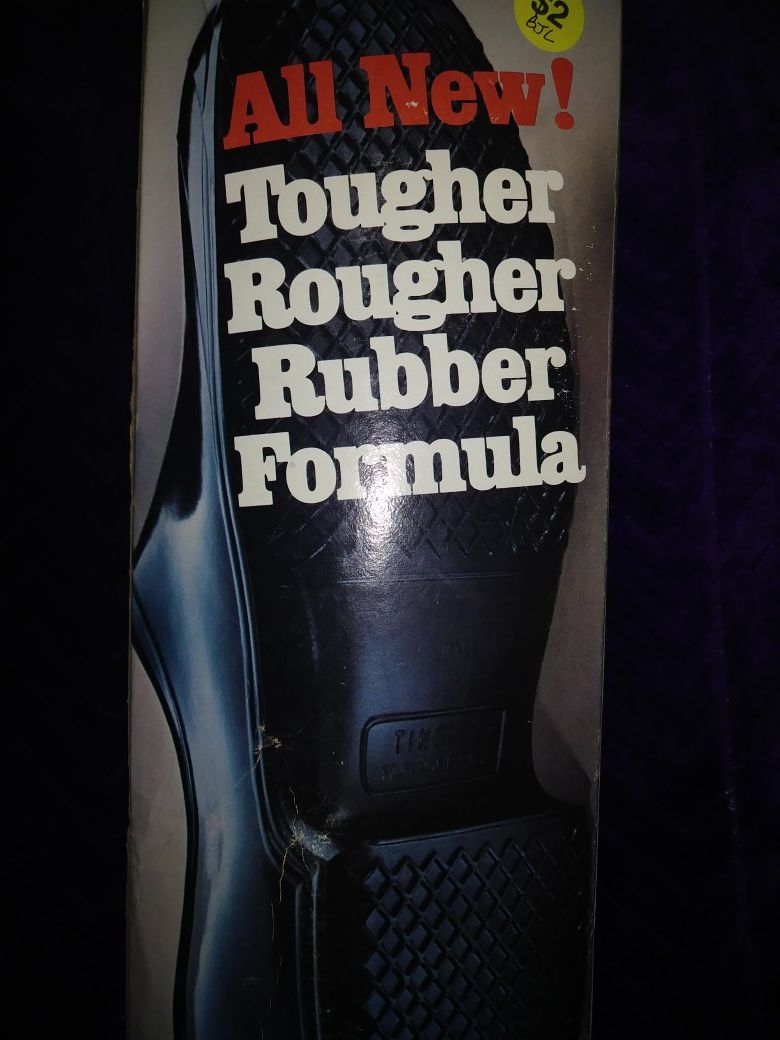 $2
BJL
All New!
Tougher
Rougher
Rubber
Formula